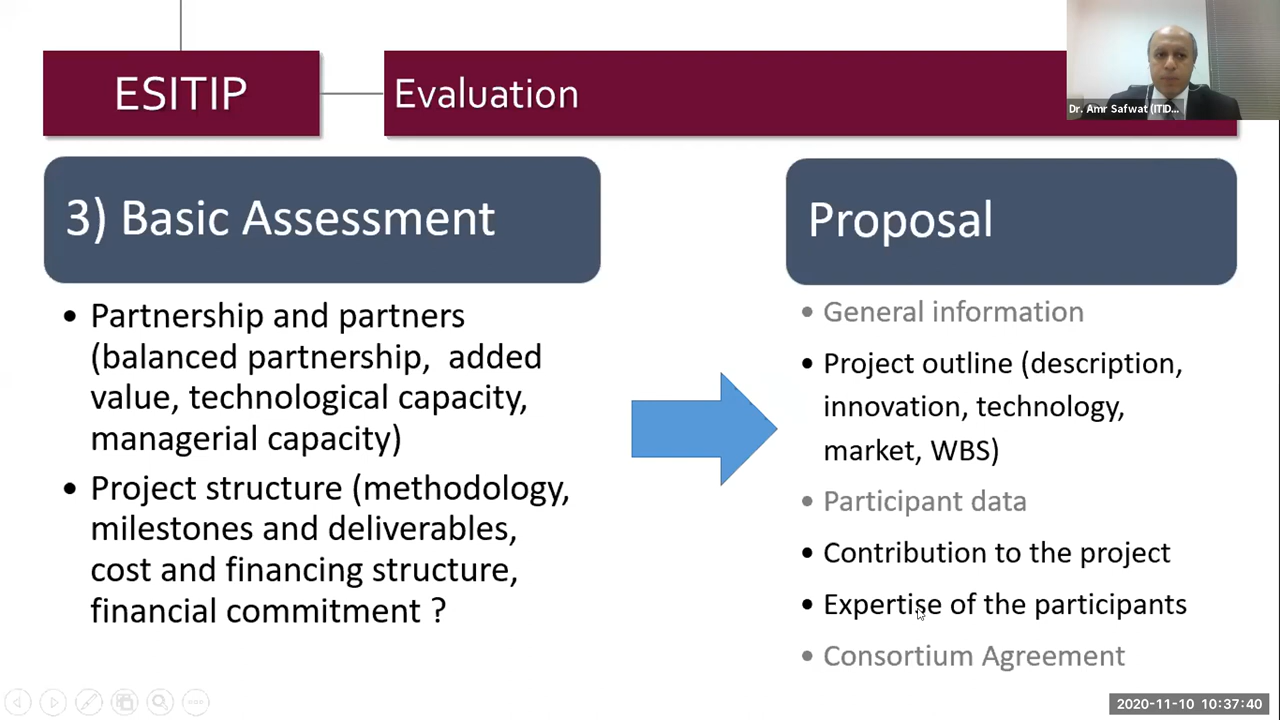 ESITIP
Evaluation
Dr. Amr Safwat (ITID...
3) Basic Assessment
• Partnership and partners
(balanced partnership, added
value, technological capacity,
managerial capacity)
• Project structure (methodology,
milestones and deliverables,
cost and financing structure,
financial commitment ?
Proposal
• General information
• Project outline (description,
innovation, technology,
market, WBS)
• Participant data
• Contribution to the project
• Expertise of the participants
• Consortium Agreement
2020-11-10 10:37:40